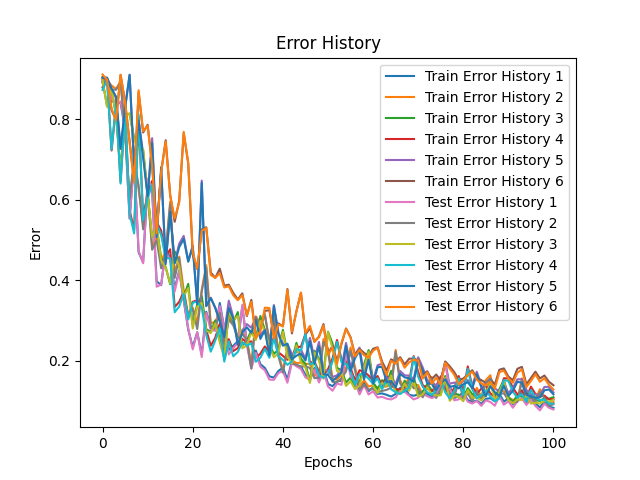 Error History
Train Error History 1
Train Error History 2
Train Error History 3
Train Error History 4
Train Error History 5
Train Error History 6
Test Error History 1
Test Error History 2
Test Error History 3
Test Error History 4
Test Error History 5
Test Error History 6
Error
0.8
0.6
0.4
0.2
0 20 40 60 80 100
Epochs